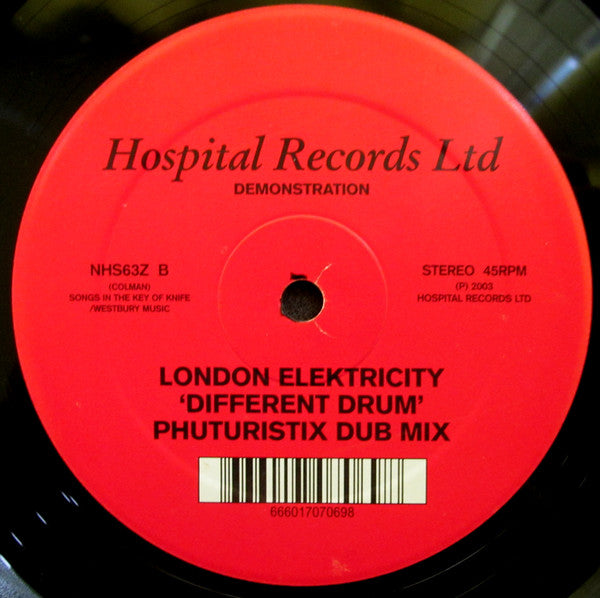 Hospital Records Ltd
DEMONSTRATION
NHS63Z B
(COLMAN)
SONGS IN THE KEY OF KNIFE
/WESTBURY MUSIC
STEREO 45RPM
(P) 2003
HOSPITAL RECORDS LTD
LONDON ELEKTRICITY
‘DIFFERENT DRUM’
PHUTURISTIX DUB MIX
666017070698